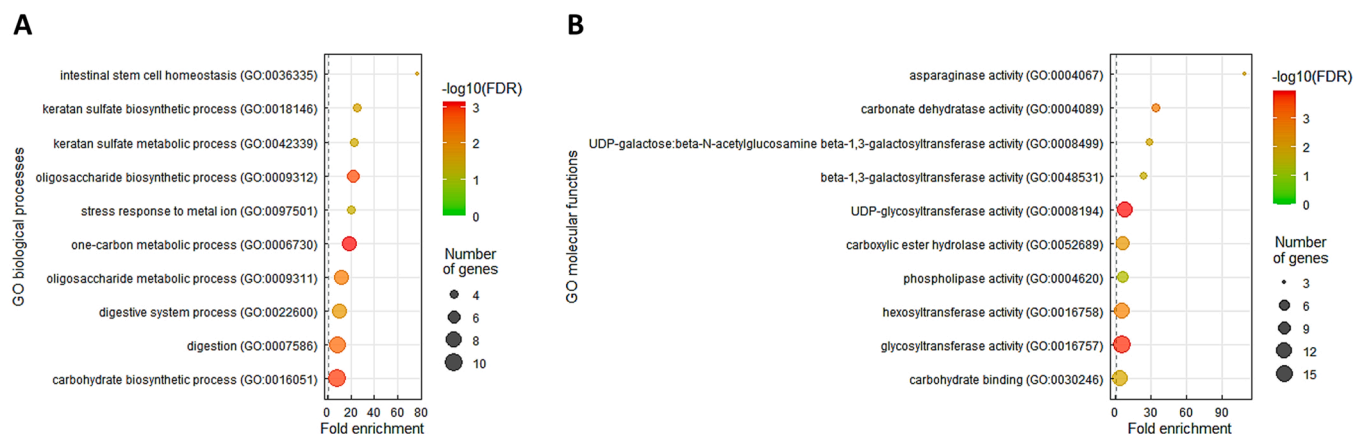 A
GO biological processes
intestinal stem cell homeostasis (GO:0036335)
keratan sulfate biosynthetic process (GO:0018146)
keratan sulfate metabolic process (GO:0042339)
oligosaccharide biosynthetic process (GO:0009312)
stress response to metal ion (GO:0097501)
one-carbon metabolic process (GO:0006730)
oligosaccharide metabolic process (GO:0009311)
digestive system process (GO:0022600)
digestion (GO:0007586)
carbohydrate biosynthetic process (GO:0016051)
0 20 40 60 80
Fold enrichment
-log10(FDR)
3
2
1
0
Number
of genes
4
6
8
10
B
GO molecular functions
asparaginase activity (GO:0004067)
carbonate dehydratase activity (GO:0004089)
UDP-galactose:beta-N-acetylglucosamine beta-1,3-galactosyltransferase activity (GO:0008499)
beta-1,3-galactosyltransferase activity (GO:0048531)
UDP-glycosyltransferase activity (GO:0008194)
carboxylic ester hydrolase activity (GO:0052689)
phospholipase activity (GO:0004620)
hexosyltransferase activity (GO:0016758)
glycosyltransferase activity (GO:0016757)
carbohydrate binding (GO:0030246)
0 30 60 90
Fold enrichment
-log10(FDR)
3
2
1
0
Number
of genes
3
6
9
12
15